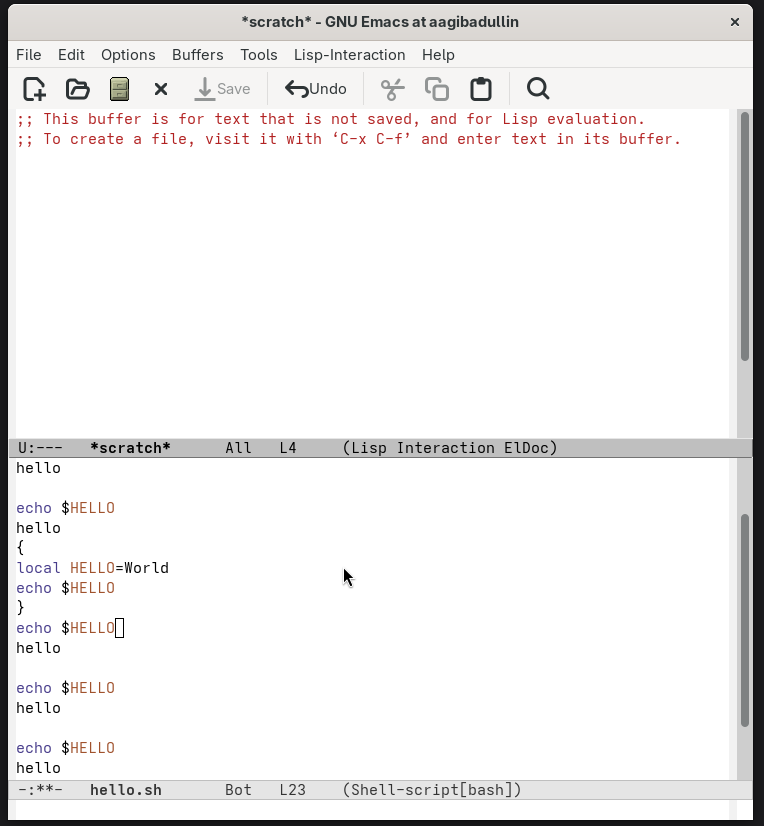 *scratch* - GNU Emacs at aagibadullin
File Edit Options Buffers Tools Lisp-Interaction Help
Save Undo
;; This buffer is for text that is not saved, and for Lisp evaluation.
;; To create a file, visit it with ‘C-x C-f’ and enter text in its buffer.
U:--- *scratch* All L4 (Lisp Interaction ElDoc)
hello
echo $HELLO
hello
{
local HELLO=World
echo $HELLO
}
echo $HELLO
hello
echo $HELLO
hello
echo $HELLO
hello
-:**- hello.sh Bot L23 (Shell-script[bash])